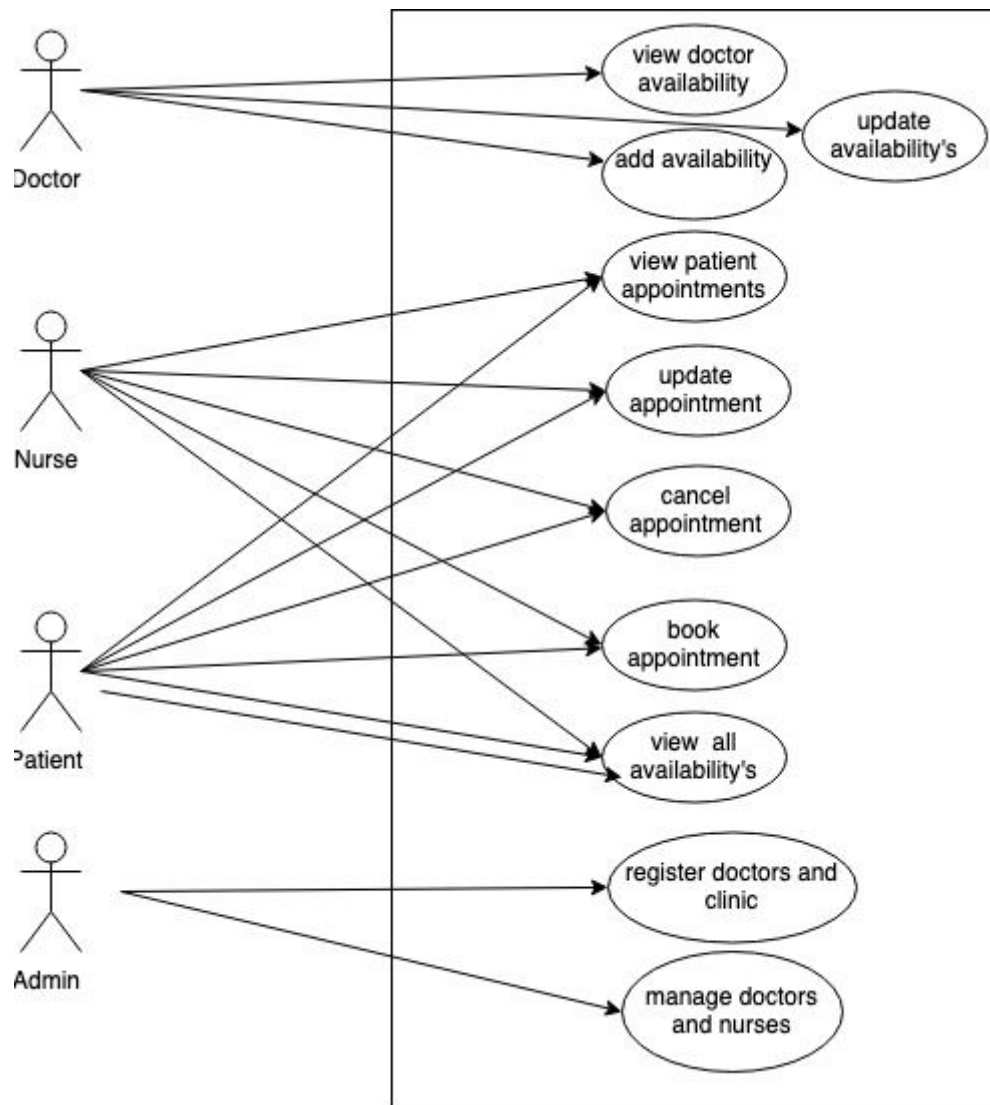 view doctor
availability
update
availability's
add availability
Doctor
view patient
appointments
update
appointment
Nurse
cancel
appointment
book
appointment
view all
availability's
Patient
register doctors and
clinic
Admin
manage doctors
and nurses